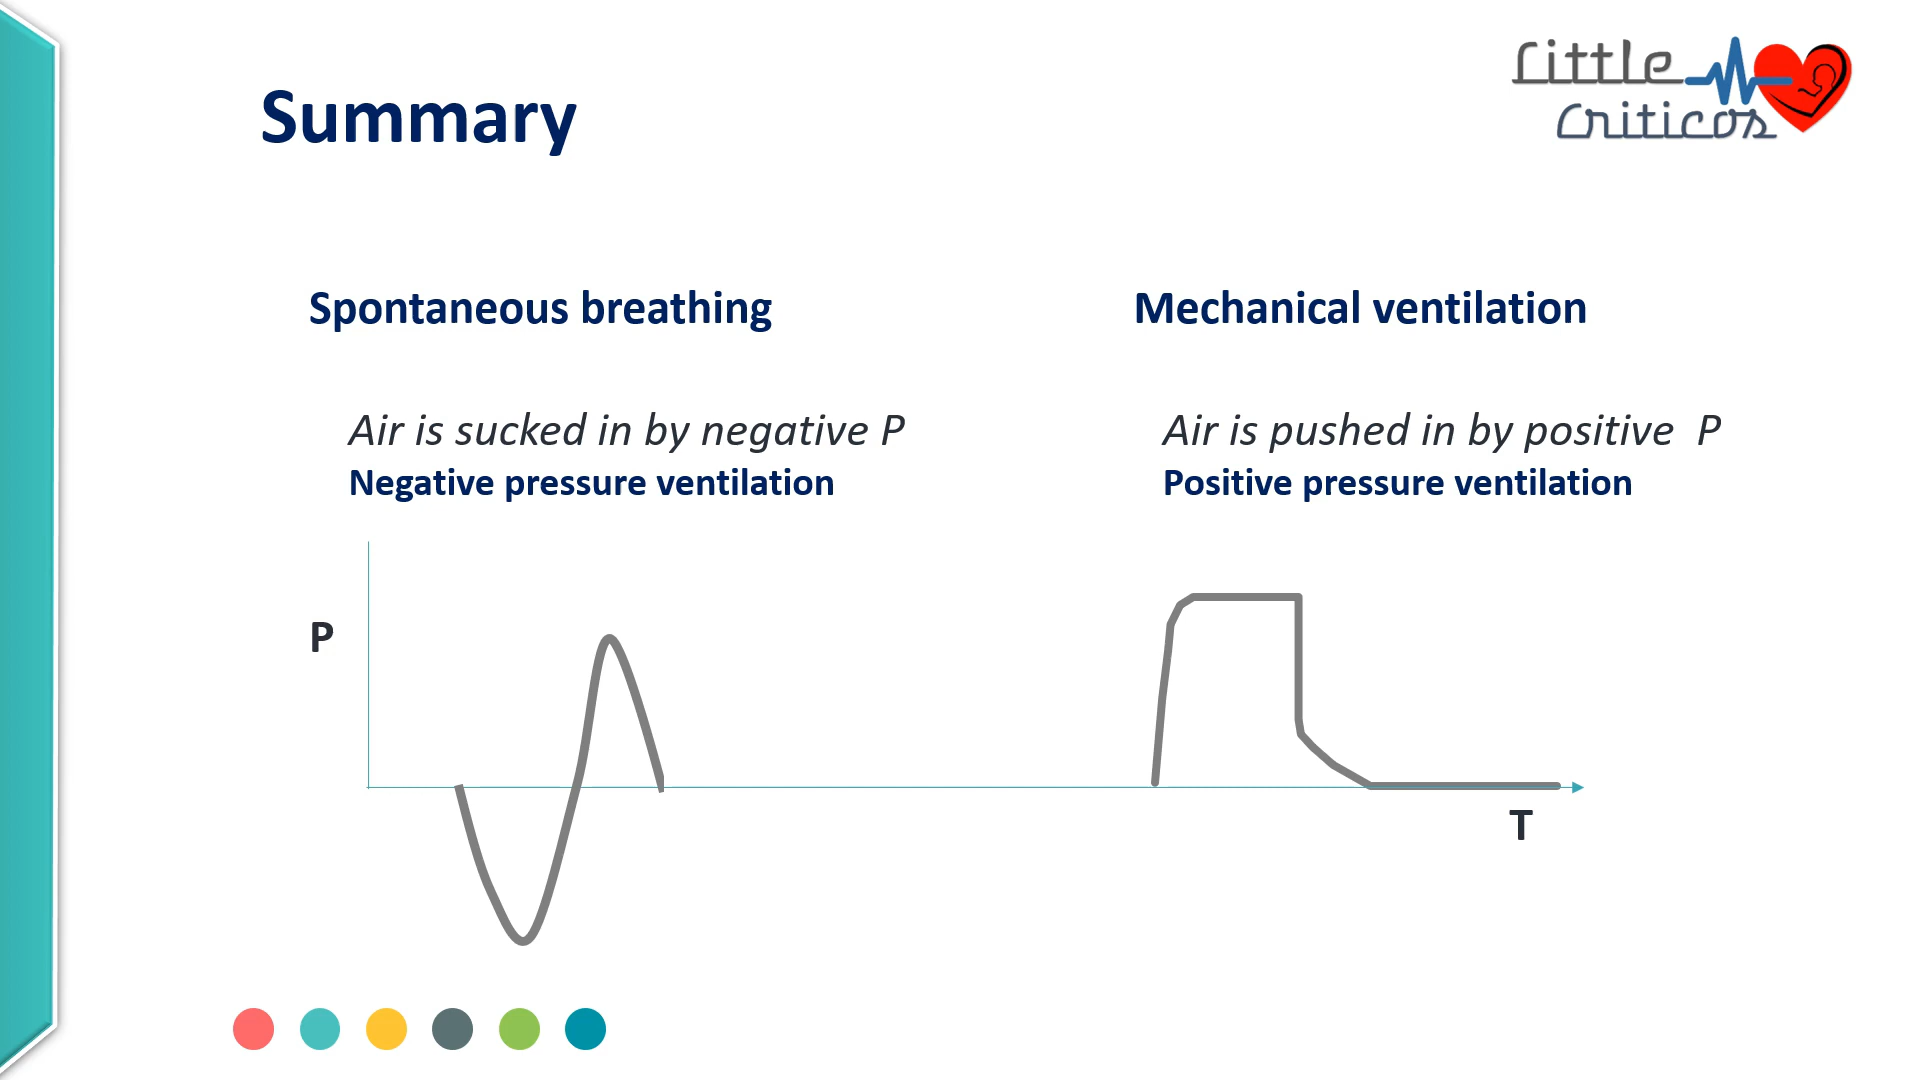 Little
Criticos
Summary
Spontaneous breathing
Mechanical ventilation
Air is sucked in by negative P
Negative pressure ventilation
Air is pushed in by positive  P
Positive pressure ventilation
P
T